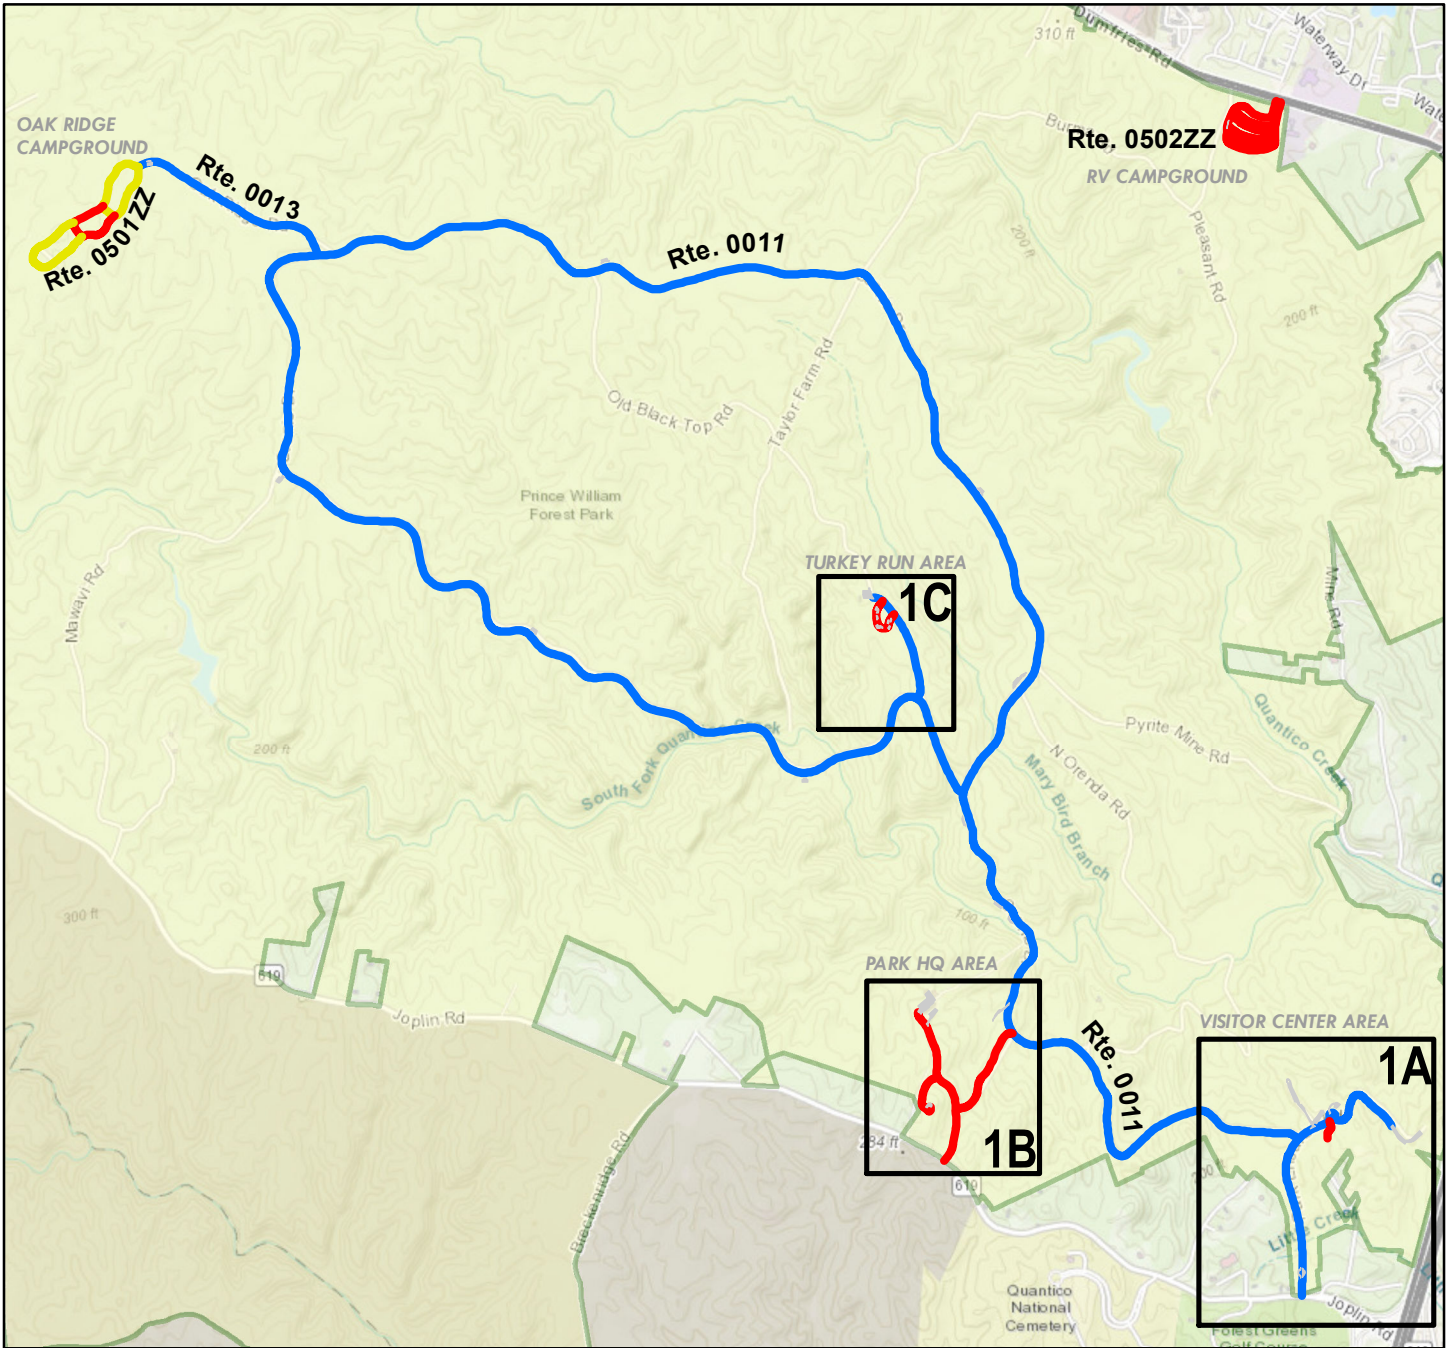 Dumfries Rd
310 ft
Waterway Dr
OAK RIDGE
CAMPGROUND
Rte. 0502ZZ
RV CAMPGROUND
Rte. 0013
Rte. 0501ZZ
Rte. 0011
Pleasant Rd
200 ft
200 ft
Taylor Farm Rd
Old Black Top Rd
Prince William
Forest Park
TURKEY RUN AREA
1C
Mawavi Rd
Mine Rd
Quantico Creek
Pyrite Mine Rd
N Orenda Rd
Mary Bird Branch
South Fork Quantico Creek
200 ft
300 ft
100 ft
619
Joplin Rd
PARK HQ AREA
1B
284 ft
619
Rte. 0011
VISITOR CENTER AREA
1A
200 ft
Little Creek
Breckenridge Rd
Quantico
National
Cemetery
Joplin Rd
Forest Greens
Golf Course